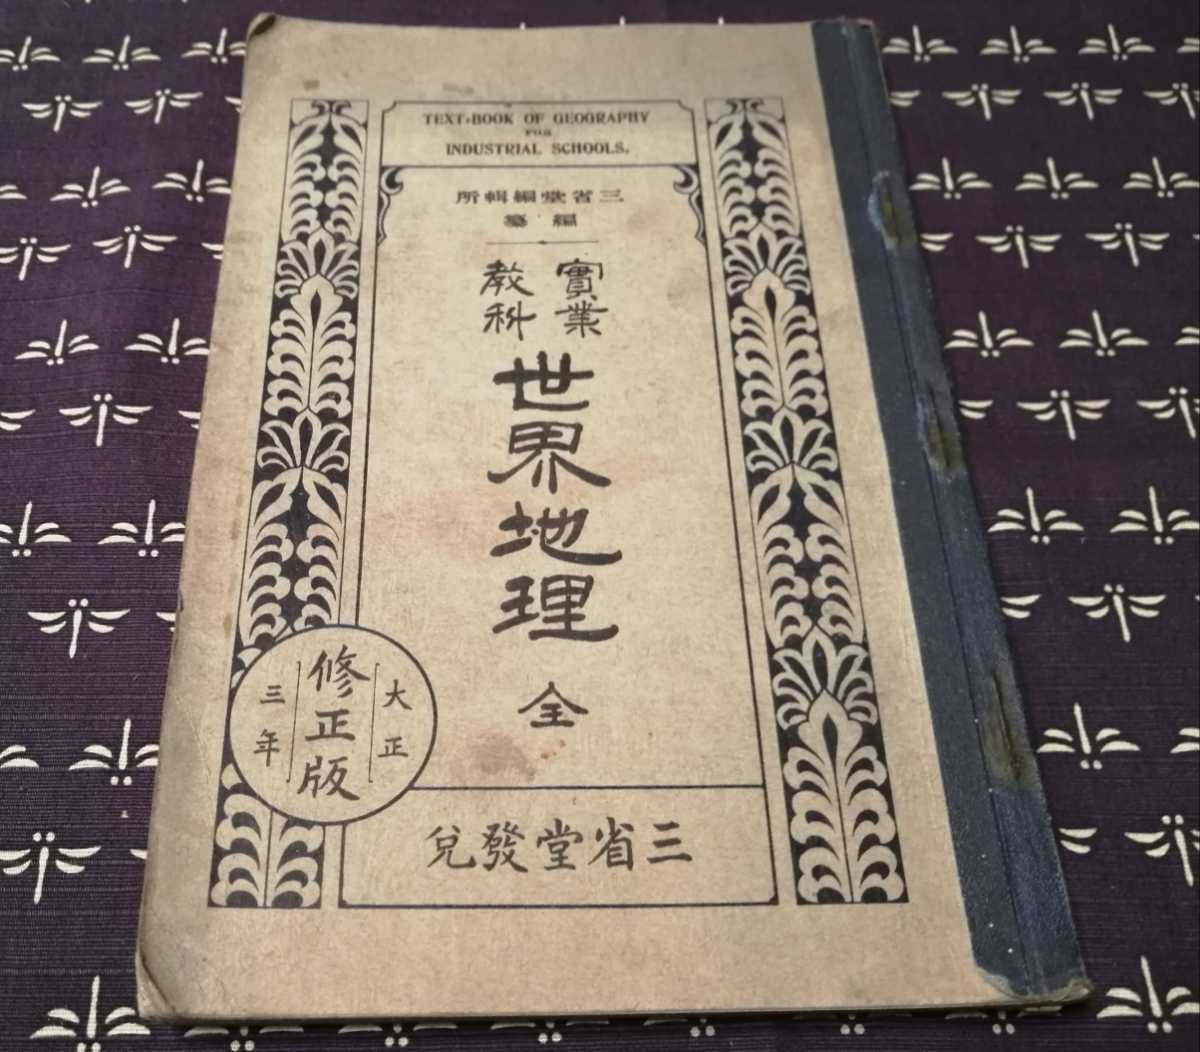 TEXT-BOOK OF GEOGRAPHY
FOR
INDUSTRIAL SCHOOLS.
三省堂編輯所
編纂
實業
教科
世界地理 全
大正
三年
修正版
三省堂發兌